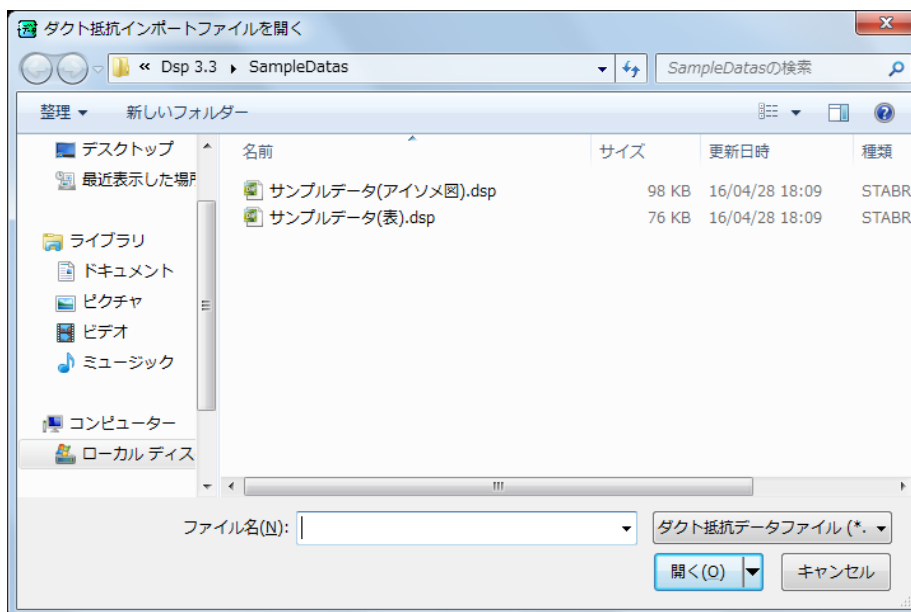 ダクト抵抗インポートファイルを開く
« Dsp 3.3 SampleDatas
SampleDatasの検索
整理 新しいフォルダー
デスクトップ
最近表示した場所
ライブラリ
ドキュメント
ピクチャ
ビデオ
ミュージック
コンピューター
ローカル ディス
名前 サイズ 更新日時 種類
サンプルデータ(アイソメ図).dsp 98 KB 16/04/28 18:09 STABR
サンプルデータ(表).dsp 76 KB 16/04/28 18:09 STABR
ファイル名(N):
ダクト抵抗データファイル (*.
開く(O)
キャンセル